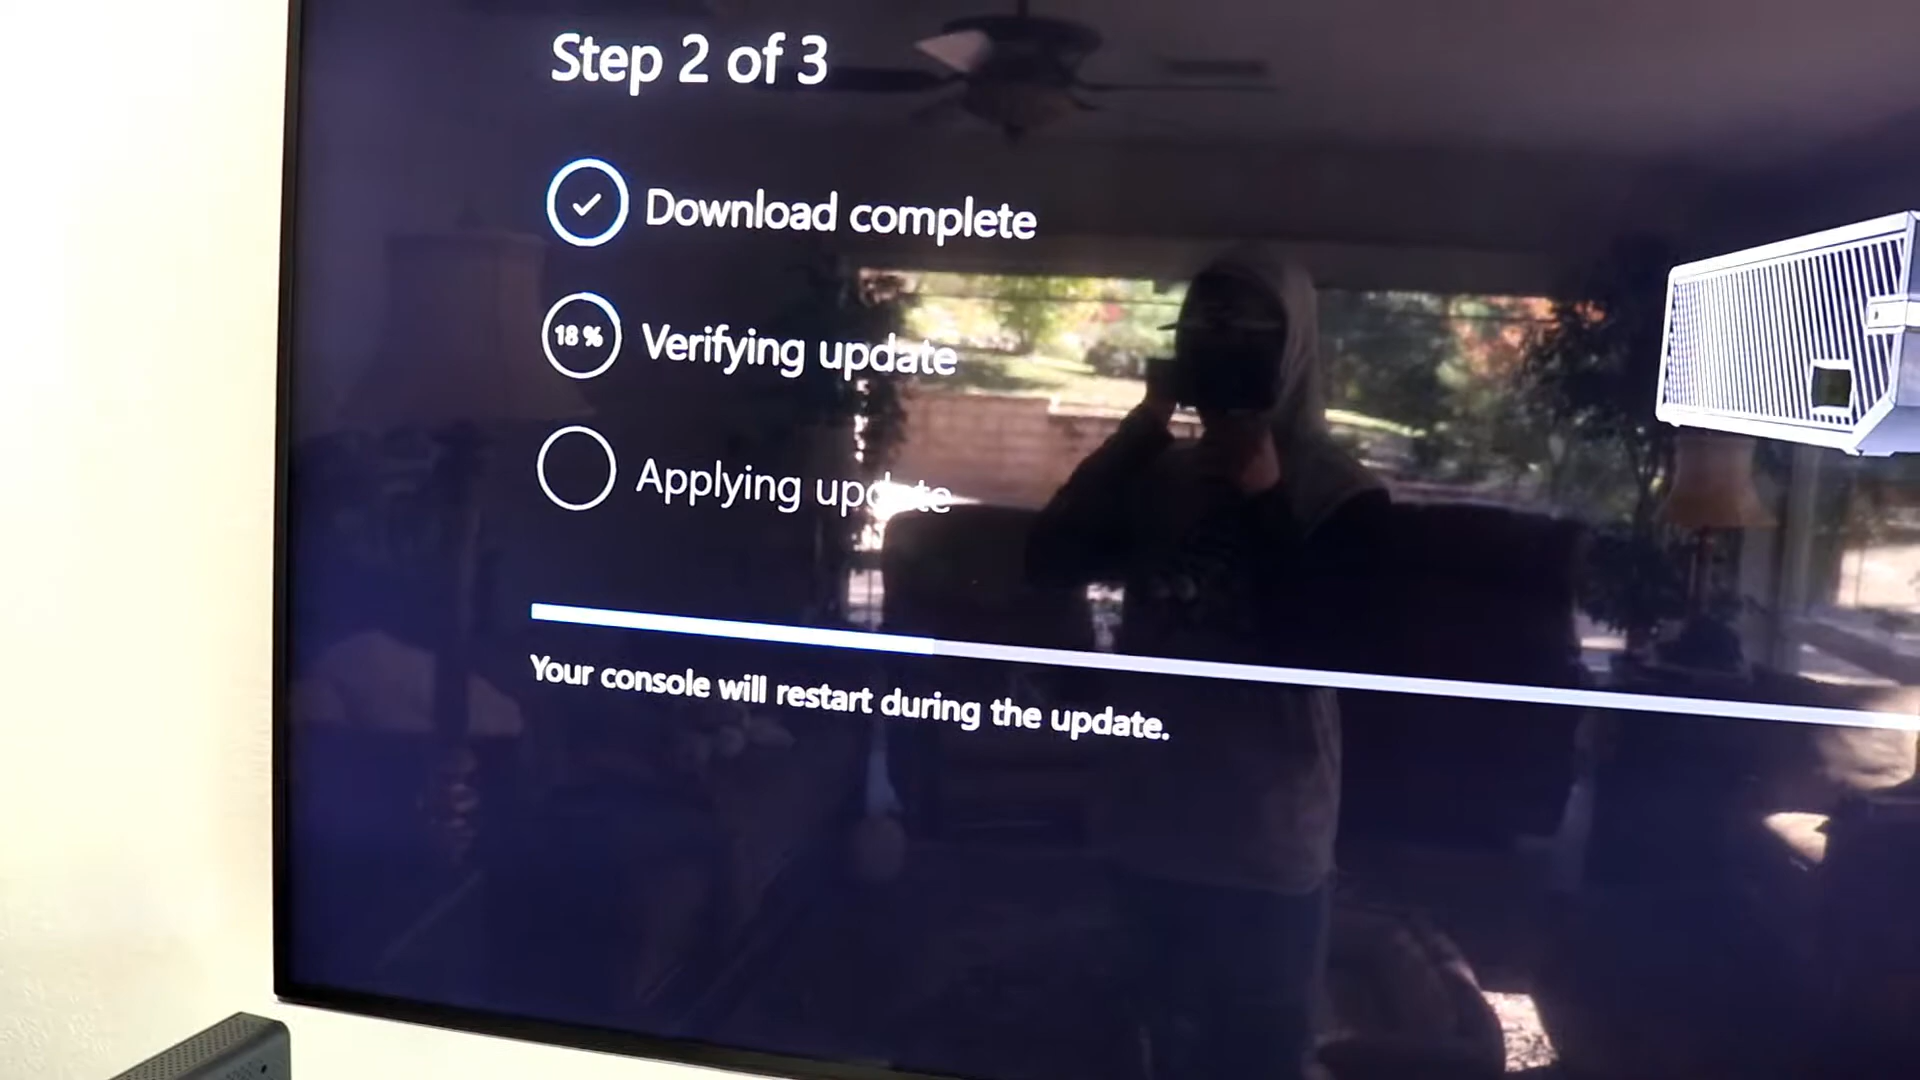 Step 2 of 3
Download complete
18%
Verifying update
Applying update
Your console will restart during the update.